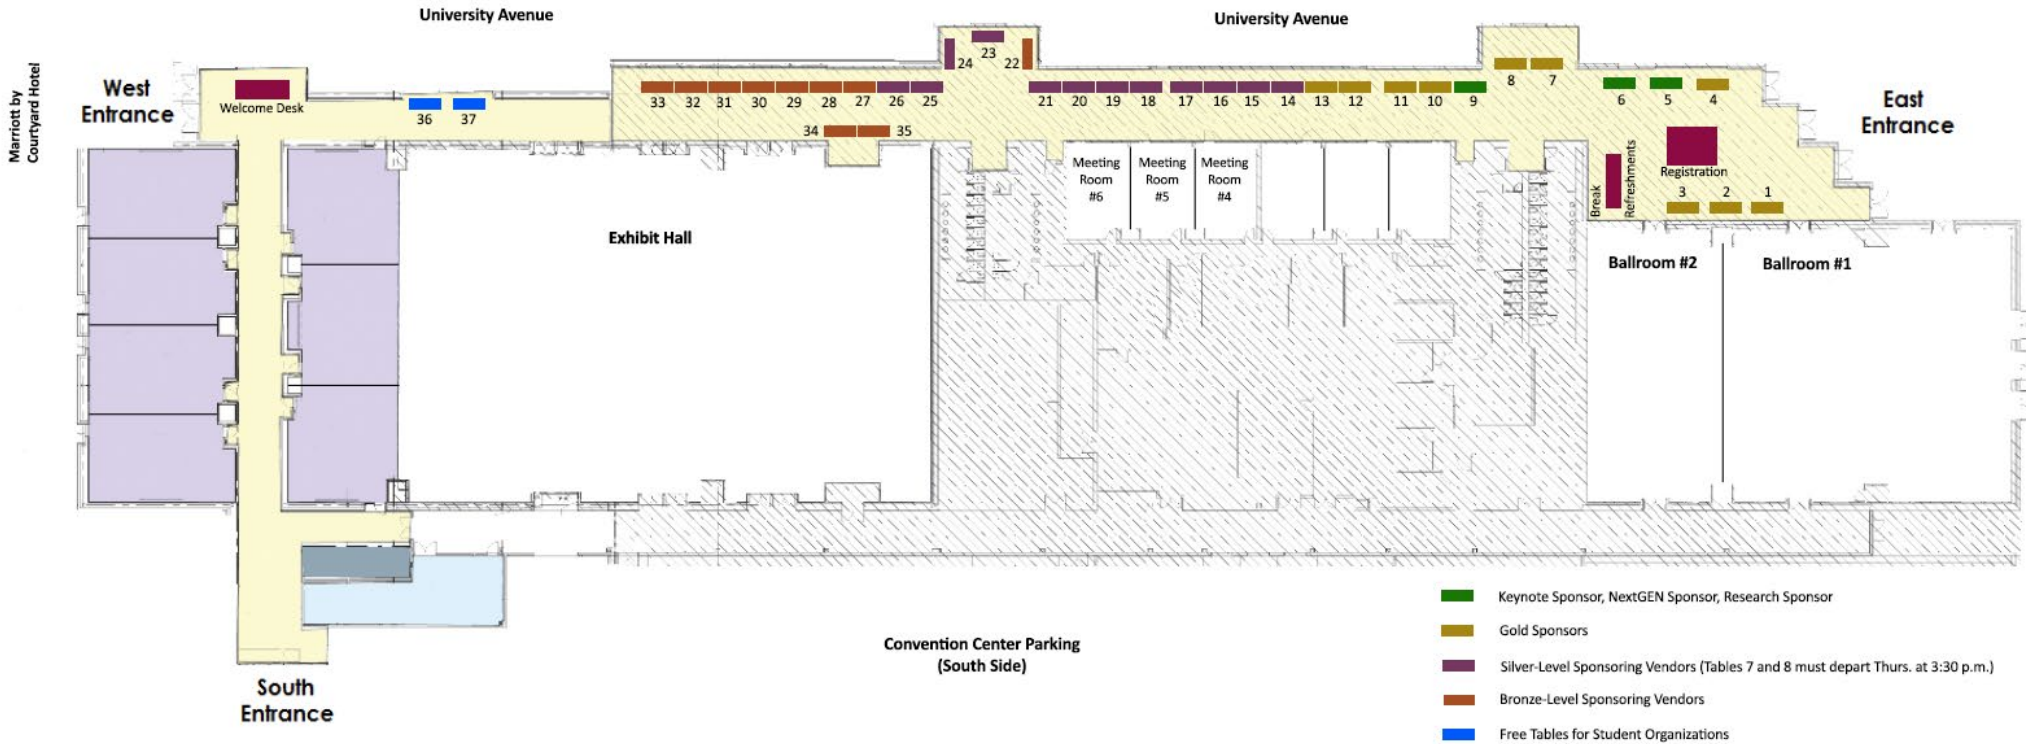 University Avenue
University Avenue
Marriott by
Courtyard Hotel
West
Entrance
Welcome Desk
36
37
33
32
31
30
29
28
27
26
25
24
23
22
21
20
19
18
17
16
15
14
13
12
11
10
9
8
7
6
5
4
East
Entrance
34
35
Meeting
Room
#6
Meeting
Room
#5
Meeting
Room
#4
Break
Refreshments
Registration
3
2
1
Exhibit Hall
Ballroom #2
Ballroom #1
Convention Center Parking
(South Side)
South
Entrance
Keynote Sponsor, NextGEN Sponsor, Research Sponsor
Gold Sponsors
Silver-Level Sponsoring Vendors (Tables 7 and 8 must depart Thurs. at 3:30 p.m.)
Bronze-Level Sponsoring Vendors
Free Tables for Student Organizations